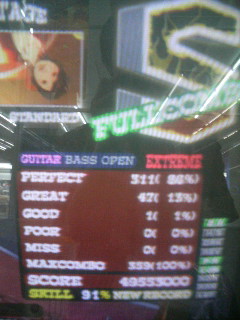 STAGE
STANDARD
FULLCOMBO
GUITAR BASS OPEN EXTREME
PERFECT 311( 86%)
GREAT 47( 13%)
GOOD 1( 1%)
POOR 0( 0%)
MISS 0( 0%)
MAXCOMBO 359(100%)
SCORE 49553000
SKILL 91% NEW RECORD